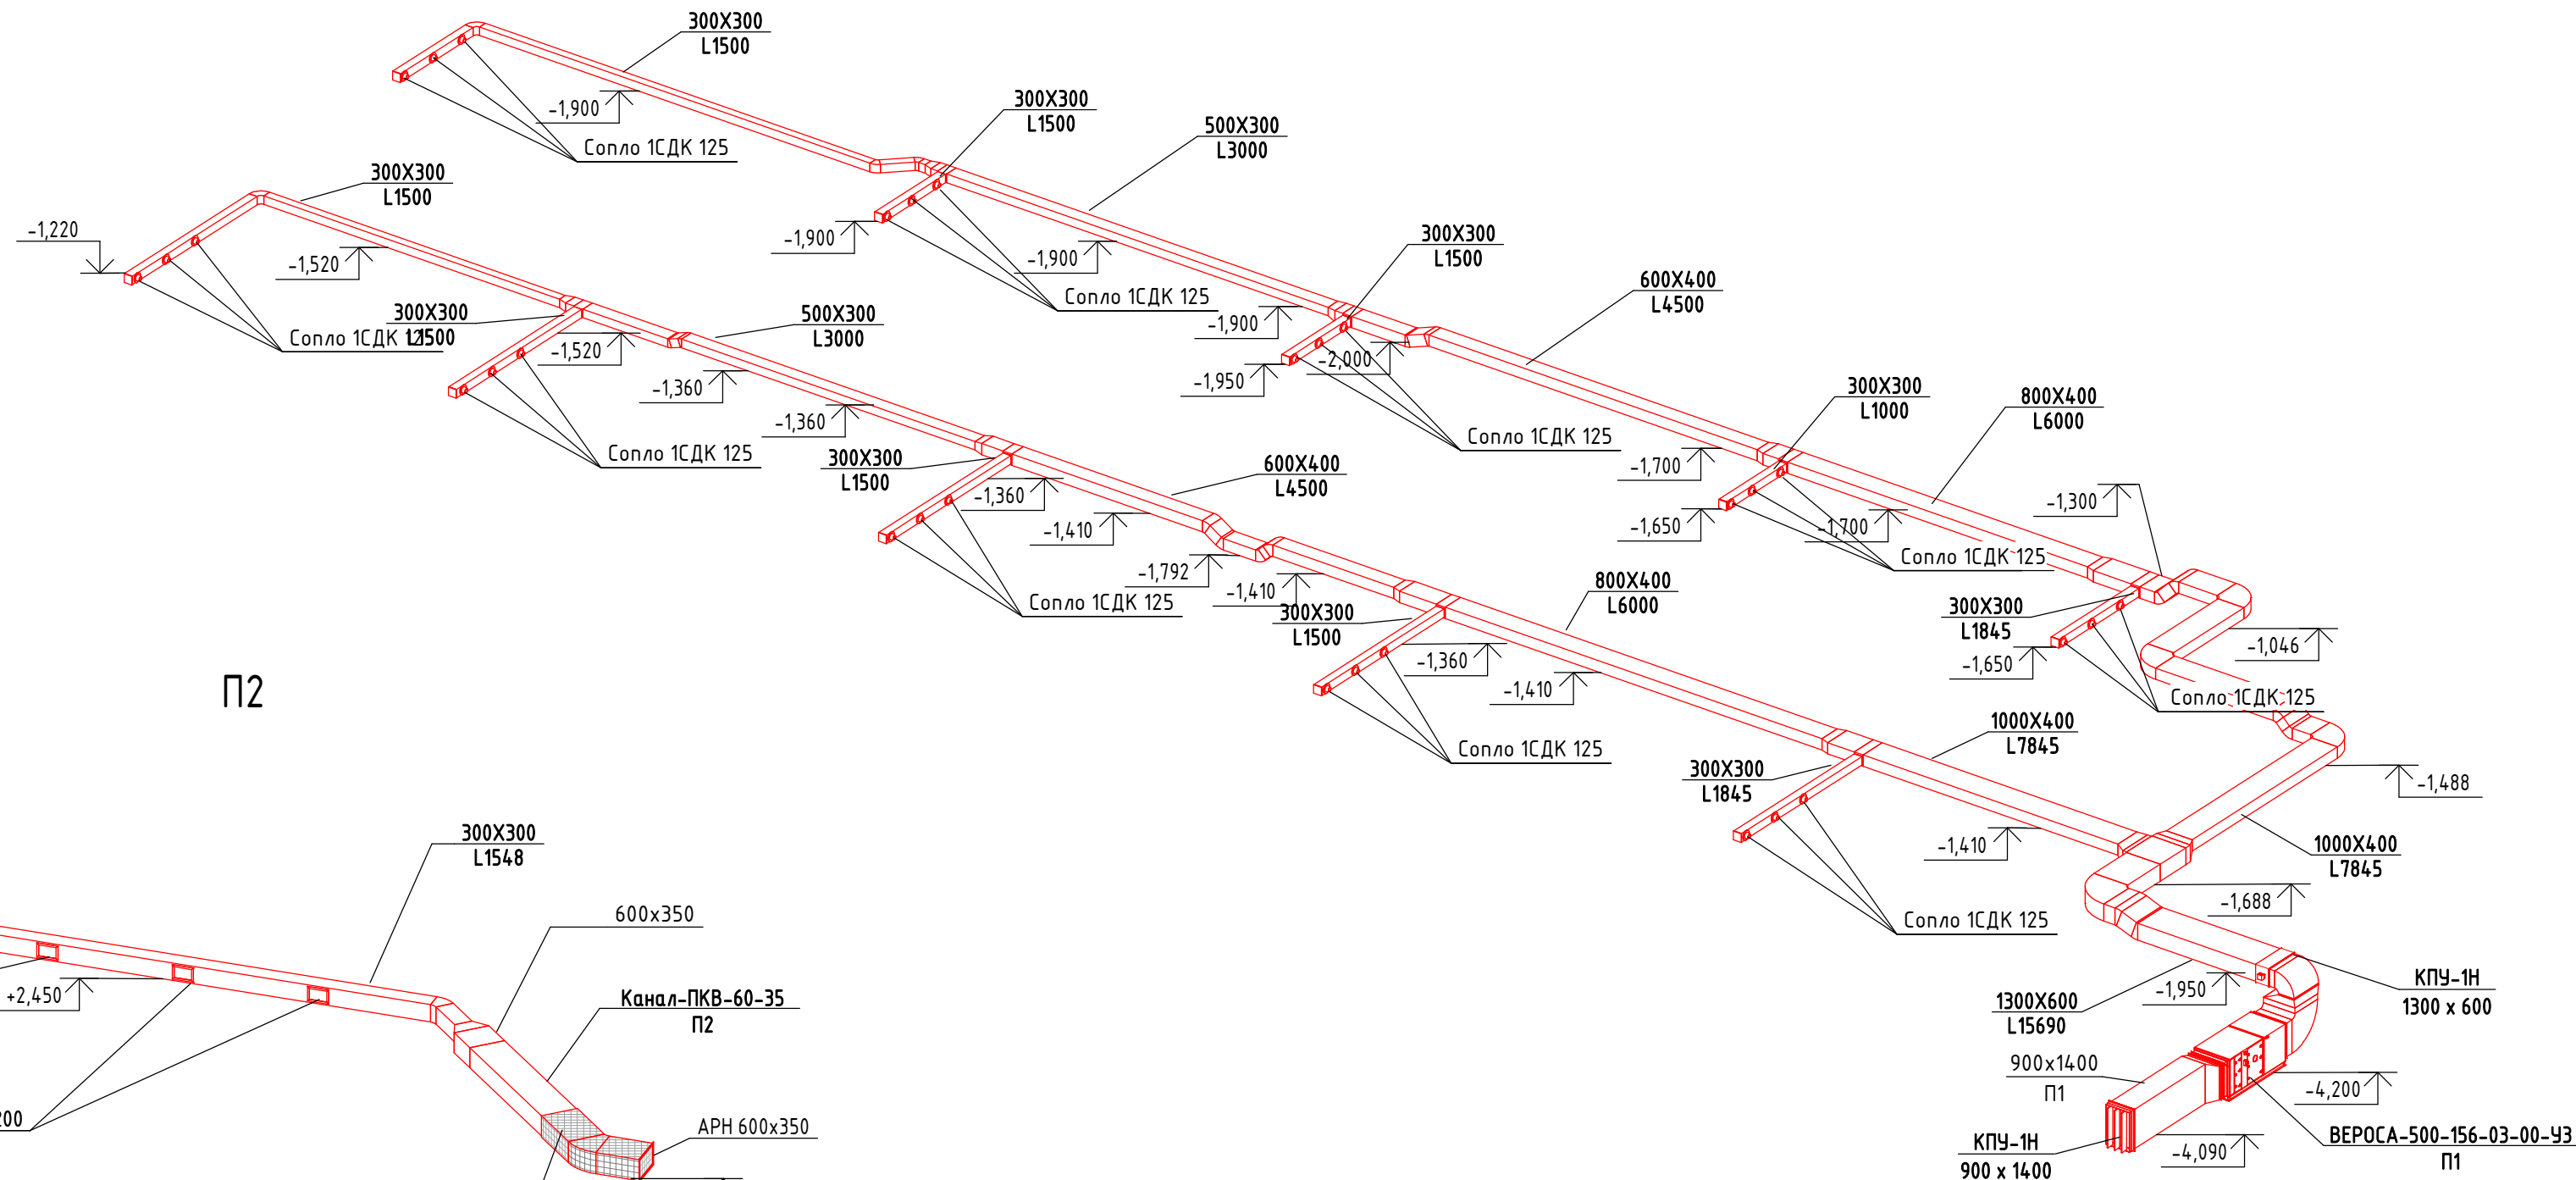 300X300
L1500
-1,900
Сопло 1СДК 125
300X300
L1500
500X300
L3000
300X300
L1500
-1,220
-1,520
-1,900
-1,900
Сопло 1СДК 125
300X300
L1500
600X400
L4500
Сопло 1СДК 125
300X300
L1500
-1,520
500X300
L3000
-1,900
-1,950
-2,000
Сопло 1СДК 125
300X300
L1000
800X400
L6000
-1,360
-1,360
Сопло 1СДК 125
300X300
L1500
-1,360
600X400
L4500
-1,700
-1,650
-1,700
-1,300
Сопло 1СДК 125
-1,410
-1,792
-1,410
Сопло 1СДК 125
300X300
L1500
800X400
L6000
300X300
L1845
-1,650
-1,046
Сопло 1СДК 125
-1,360
-1,410
Сопло 1СДК 125
300X300
L1845
1000X400
L7845
-1,488
-1,410
1000X400
L7845
-1,688
Сопло 1СДК 125
-1,950
КПУ-1Н
1300 x 600
1300X600
L15690
900x1400
П1
-4,200
ВЕРОСА-500-156-03-00-У3
П1
КПУ-1Н
900 x 1400
-4,090
П2
300X300
L1548
600x350
+2,450
Канал-ПКВ-60-35
П2
АРН 600x350